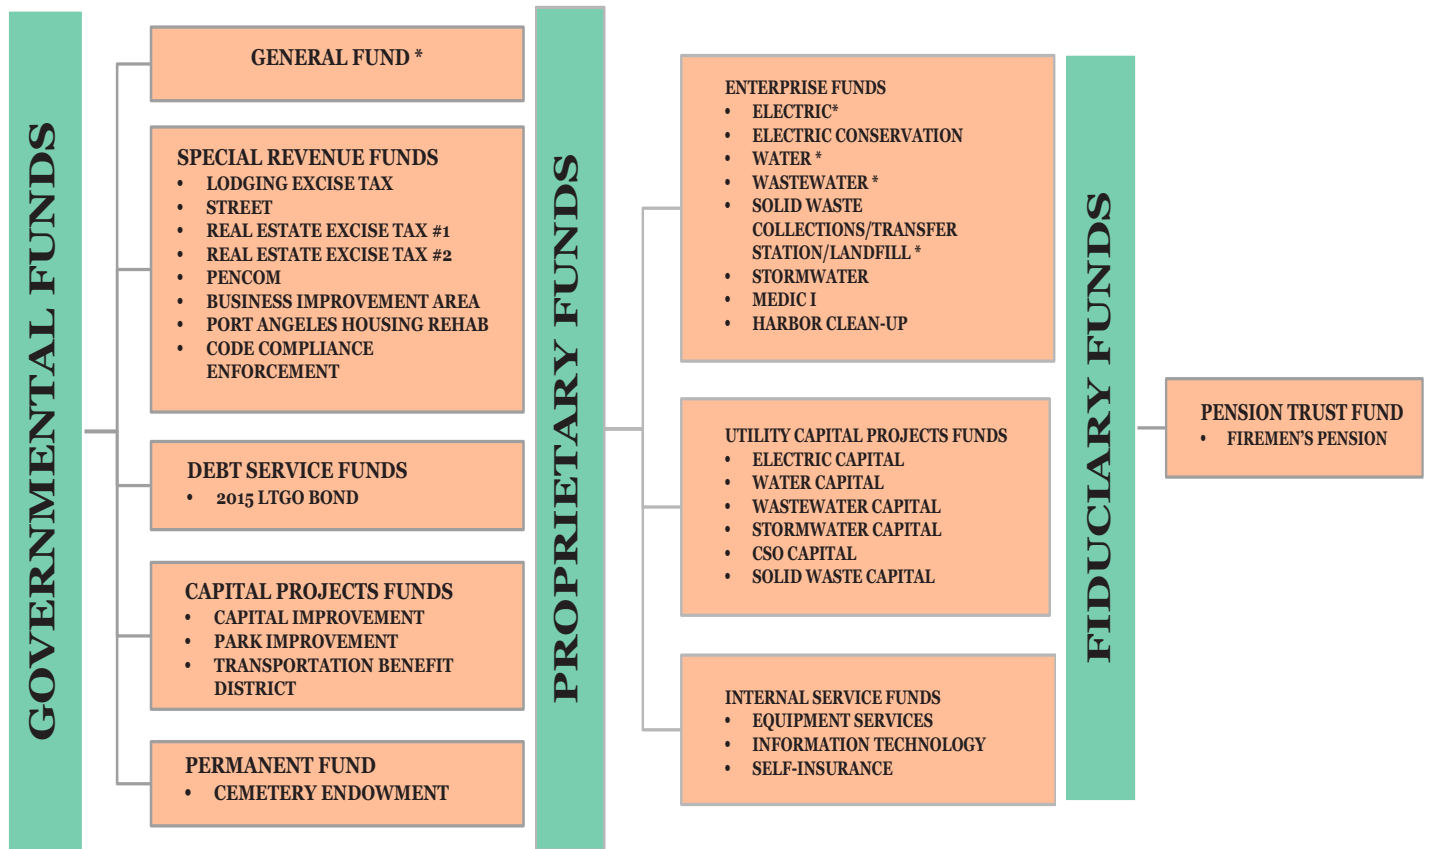 GOVERNMENTAL FUNDS
GENERAL FUND *
SPECIAL REVENUE FUNDS
• LODGING EXCISE TAX
• STREET
• REAL ESTATE EXCISE TAX #1
• REAL ESTATE EXCISE TAX #2
• PENCOM
• BUSINESS IMPROVEMENT AREA
• PORT ANGELES HOUSING REHAB
• CODE COMPLIANCE
ENFORCEMENT
DEBT SERVICE FUNDS
• 2015 LTGO BOND
CAPITAL PROJECTS FUNDS
• CAPITAL IMPROVEMENT
• PARK IMPROVEMENT
• TRANSPORTATION BENEFIT
DISTRICT
PERMANENT FUND
• CEMETERY ENDOWMENT
PROPRIETARY FUNDS
ENTERPRISE FUNDS
• ELECTRIC*
• ELECTRIC CONSERVATION
• WATER *
• WASTEWATER *
• SOLID WASTE
COLLECTIONS/TRANSFER
STATION/LANDFILL *
• STORMWATER
• MEDIC I
• HARBOR CLEAN-UP
UTILITY CAPITAL PROJECTS FUNDS
• ELECTRIC CAPITAL
• WATER CAPITAL
• WASTEWATER CAPITAL
• STORMWATER CAPITAL
• CSO CAPITAL
• SOLID WASTE CAPITAL
INTERNAL SERVICE FUNDS
• EQUIPMENT SERVICES
• INFORMATION TECHNOLOGY
• SELF-INSURANCE
FIDUCIARY FUNDS
PENSION TRUST FUND
• FIREMEN'S PENSION